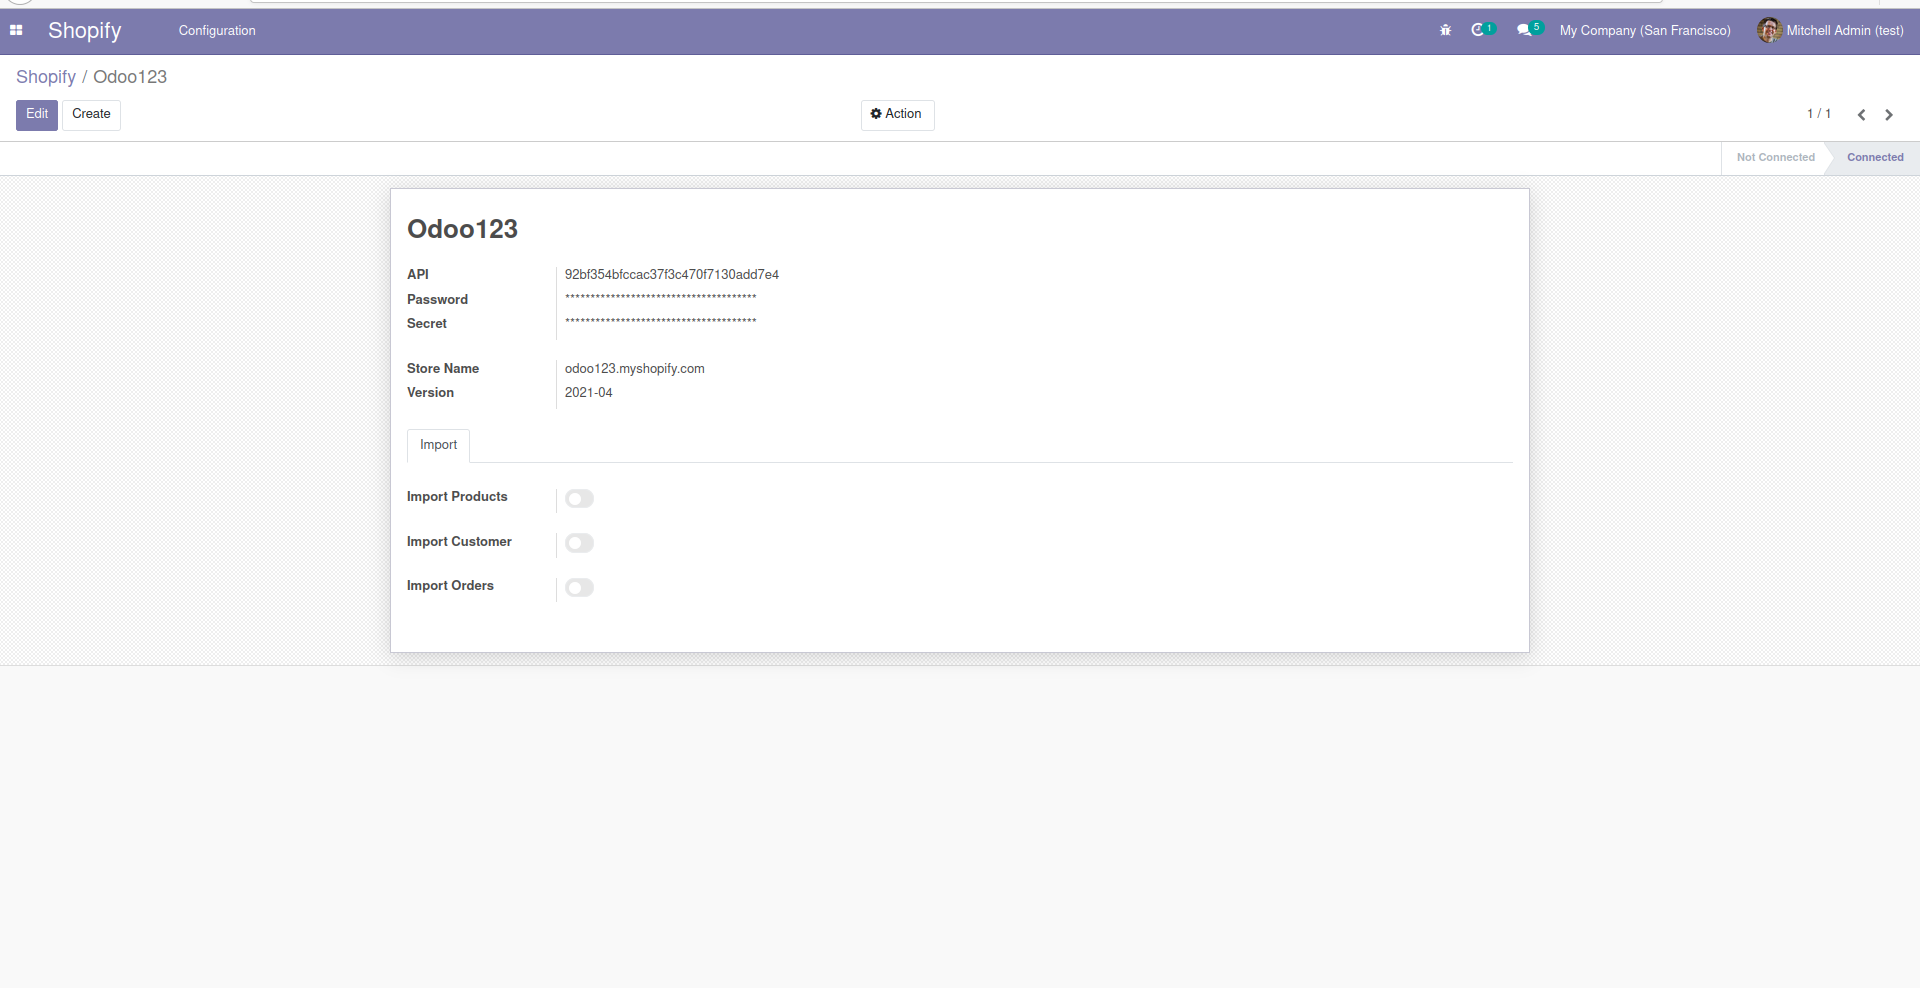 Shopify Configuration 1 5 My Company (San Francisco) Mitchell Admin (test)
Shopify / Odoo123
Edit Create Action 1 / 1
Not Connected Connected
Odoo123
API 92bf354bfccac37f3c470f7130add7e4
Password **************************************
Secret **************************************
Store Name odoo123.myshopify.com
Version 2021-04
Import
Import Products
Import Customer
Import Orders